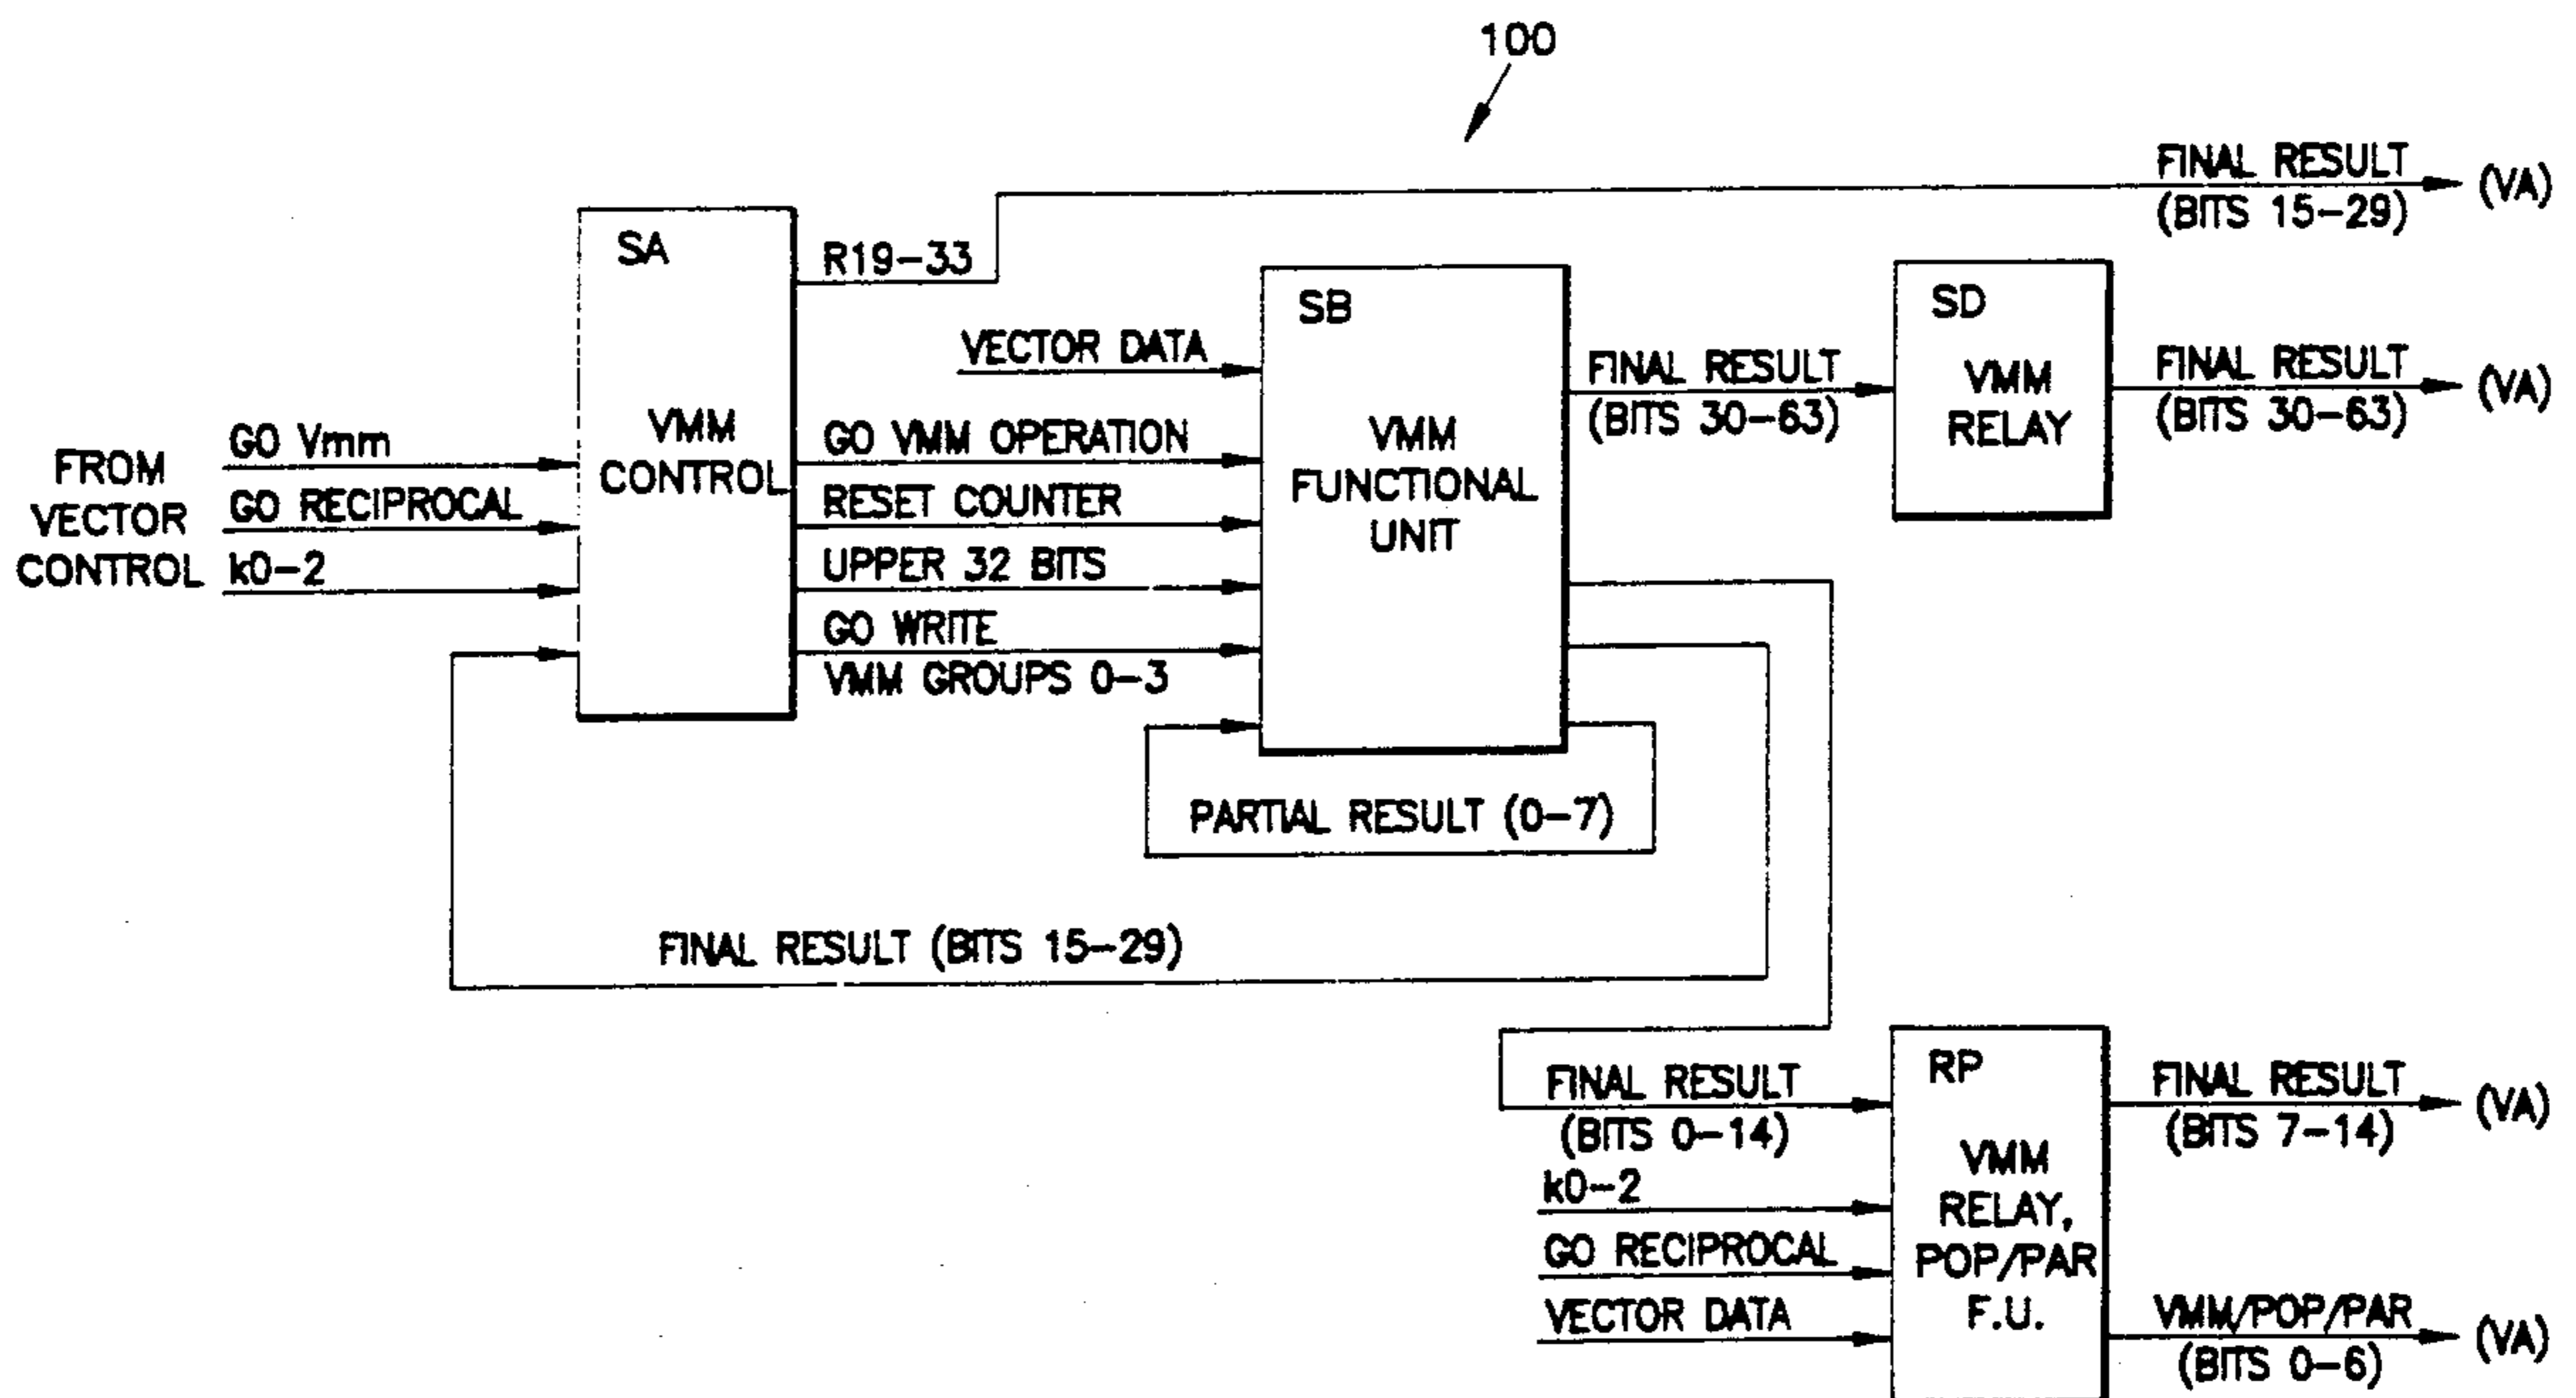 100
FINAL RESULT
(BITS 15-29)
(VA)
SA
VMM
CONTROL
R19-33
FROM
VECTOR
CONTROL
GO Vmm
GO RECIPROCAL
k0-2
VECTOR DATA
GO VMM OPERATION
RESET COUNTER
UPPER 32 BITS
GO WRITE
VMM GROUPS 0-3
SB
VMM
FUNCTIONAL
UNIT
FINAL RESULT
(BITS 30-63)
SD
VMM
RELAY
FINAL RESULT
(BITS 30-63)
(VA)
PARTIAL RESULT (0-7)
FINAL RESULT (BITS 15-29)
FINAL RESULT
(BITS 0-14)
k0-2
GO RECIPROCAL
VECTOR DATA
RP
VMM
RELAY,
POP/PAR
F.U.
FINAL RESULT
(BITS 7-14)
(VA)
VMM/POP/PAR
(BITS 0-6)
(VA)